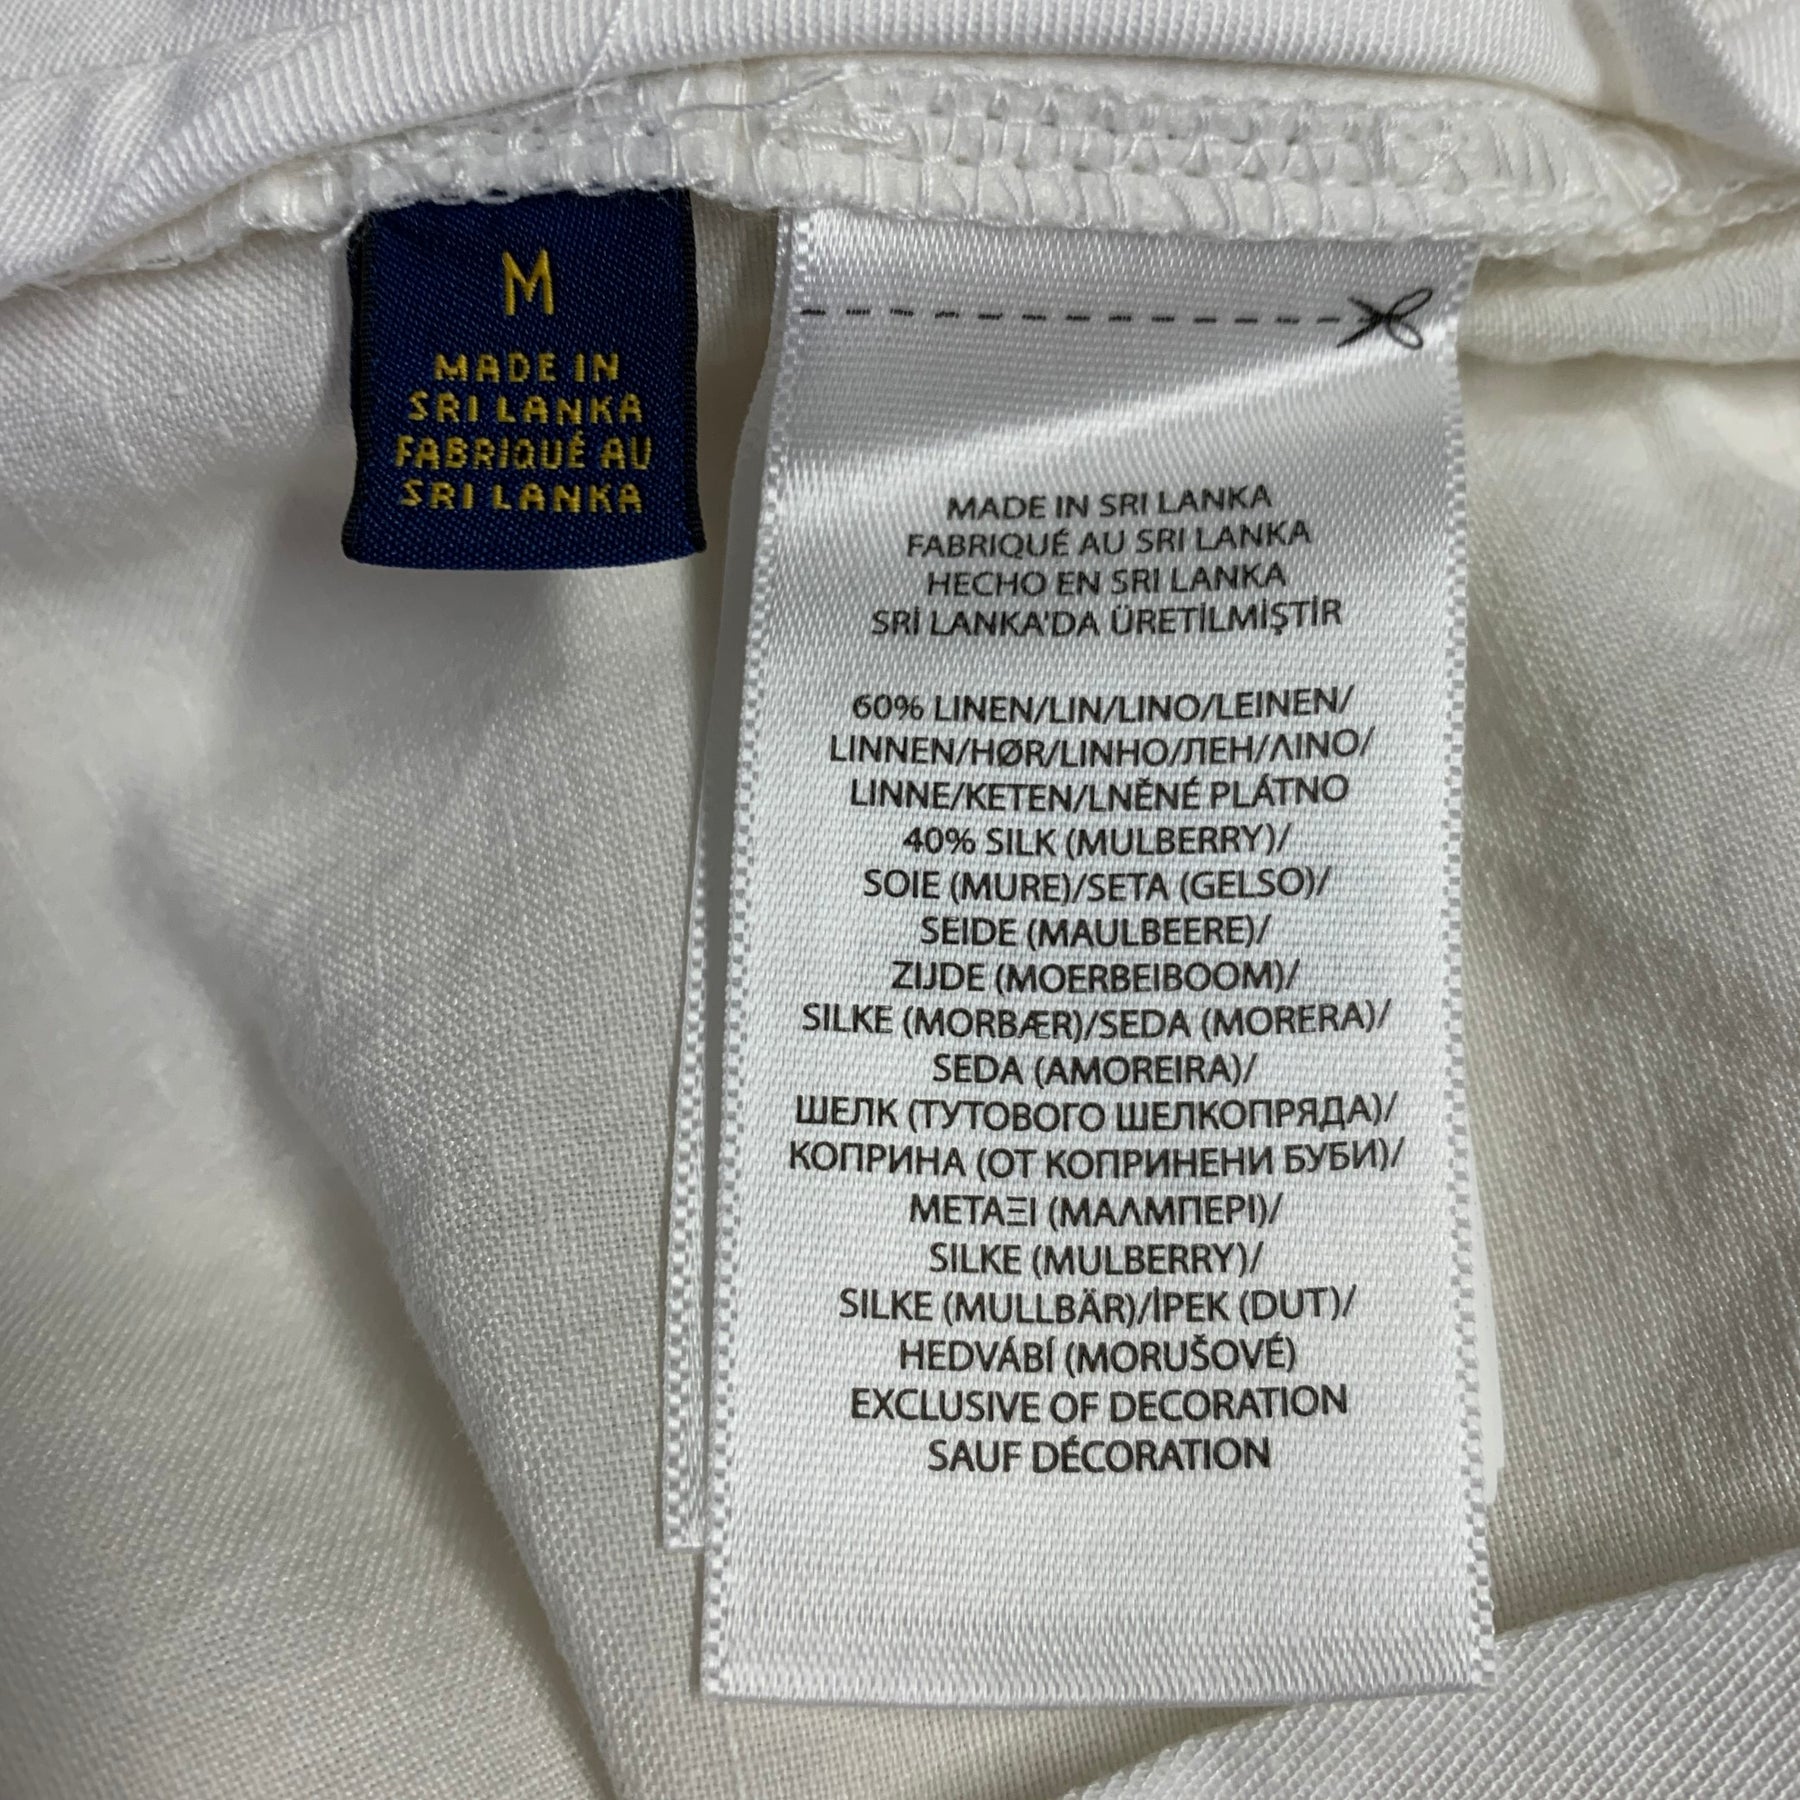 M
MADE IN
SRI LANKA
FABRIQUÉ AU
SRI LANKA
MADE IN SRI LANKA
FABRIQUÉ AU SRI LANKA
HECHO EN SRI LANKA
SRİ LANKA'DA ÜRETİLMİŞTİR
60% LINEN/LIN/LINO/LEINEN/
LINNEN/HØR/LINHO/ЛЕН/ΛΙΝΟ/
LINNE/KETEN/LNĚNÉ PLÁTNO
40% SILK (MULBERRY)/
SOIE (MURE)/SETA (GELSO)/
SEIDE (MAULBEERE)/
ZIJDE (MOERBEIBOOM)/
SILKE (MORBÆR)/SEDA (MORERA)/
SEDA (AMOREIRA)/
ШЕЛК (ТУТОВОГО ШЕЛКОПРЯДА)/
КОПРИНА (ОТ КОПРИНЕНИ БУБИ)/
ΜΕΤΑΞΙ (ΜΑΛΜΠΕΡΙ)/
SILKE (MULBERRY)/
SILKE (MULLBÄR)/İPEK (DUT)/
HEDVÁBÍ (MORUŠOVÉ)
EXCLUSIVE OF DECORATION
SAUF DÉCORATION